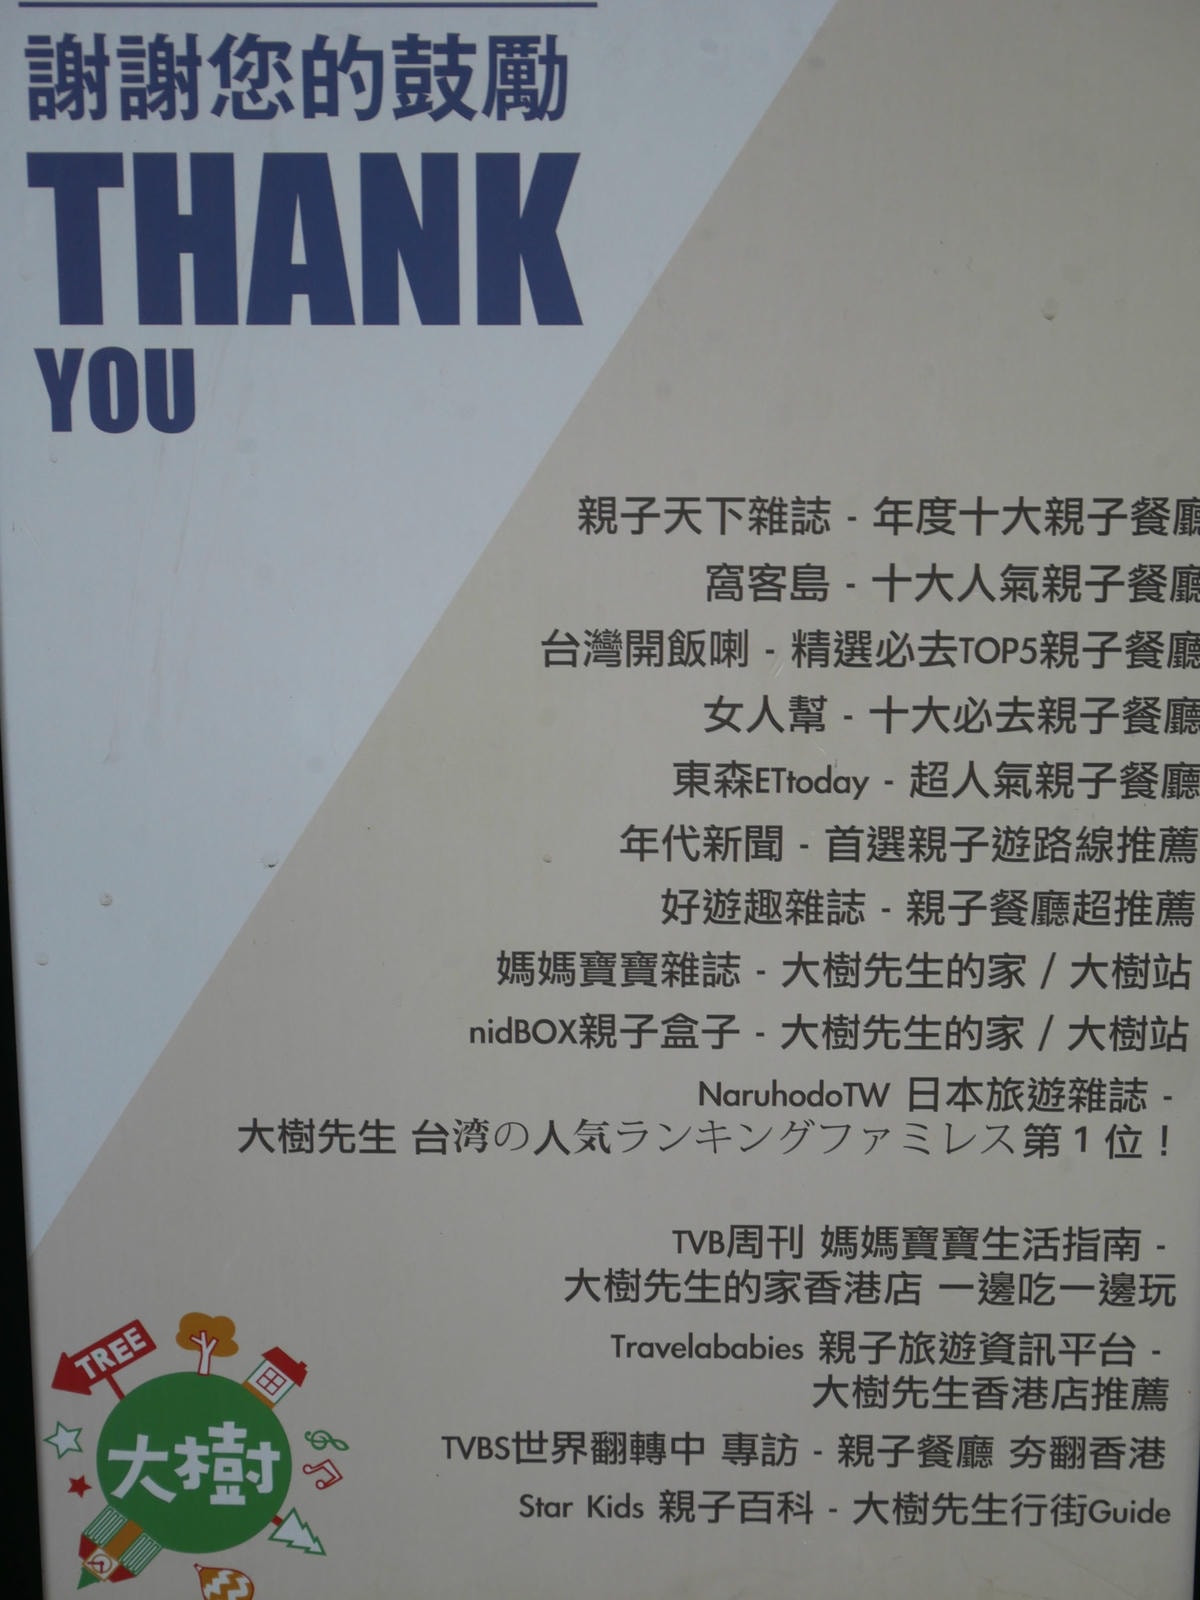 謝謝您的鼓勵
THANK
YOU
親子天下雜誌 - 年度十大親子餐廳
窩客島 - 十大人氣親子餐廳
台灣開飯喇 - 精選必去TOP5親子餐廳
女人幫 - 十大必去親子餐廳
東森ETtoday - 超人氣親子餐廳
年代新聞 - 首選親子遊路線推薦
好遊趣雜誌 - 親子餐廳超推薦
媽媽寶寶雜誌 - 大樹先生的家 / 大樹站
nidBOX親子盒子 - 大樹先生的家 / 大樹站
NaruhodoTW 日本旅遊雜誌 -
大樹先生 台湾の人気ランキングファミレス第1位！
TVB周刊 媽媽寶寶生活指南 -
大樹先生的家香港店 一邊吃一邊玩
Travelababies 親子旅遊資訊平台 -
大樹先生香港店推薦
TVBS世界翻轉中 專訪 - 親子餐廳 夯翻香港
Star Kids 親子百科 - 大樹先生行街Guide
TREE
大樹